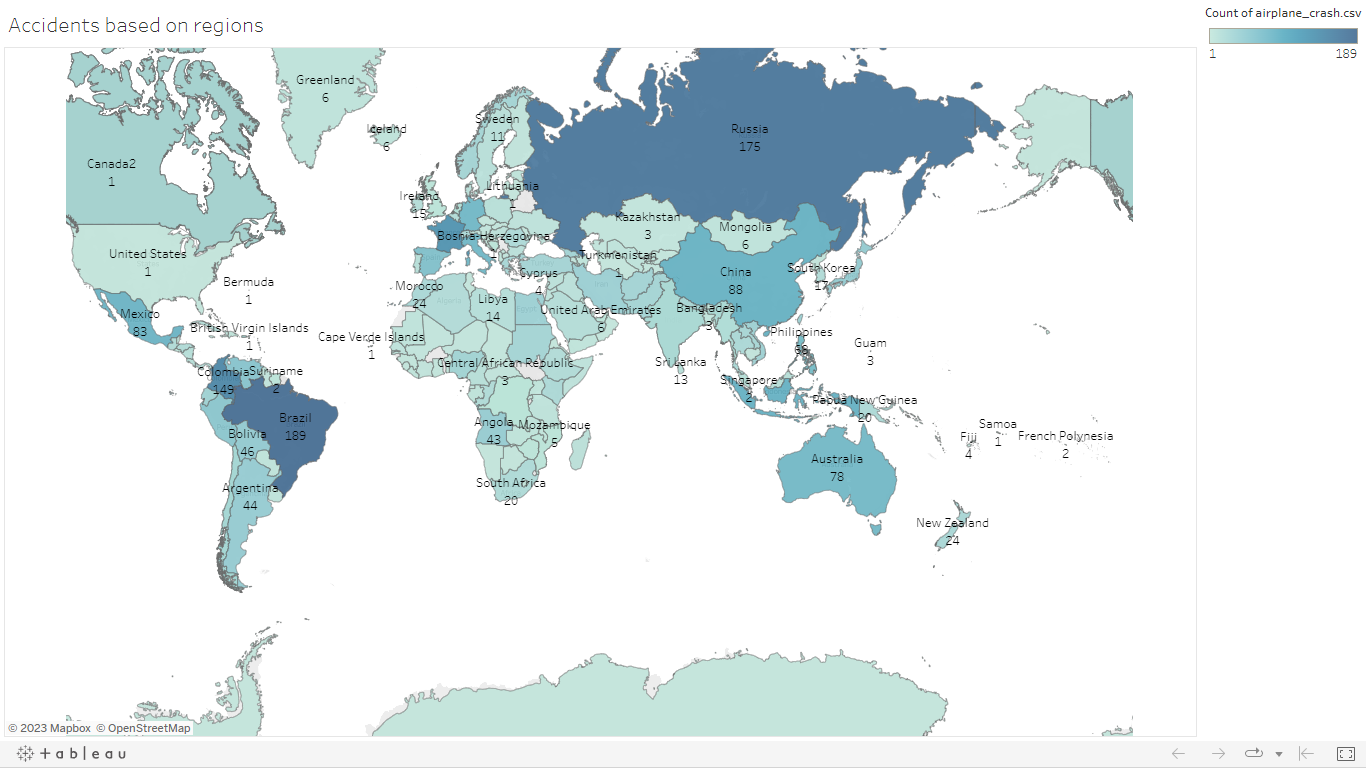 Accidents based on regions
Count of airplane_crash.csv
1 189
Greenland
6
Iceland
6
Sweden
11
Russia
175
Canada2
1
Lithuania
1
Ireland
15
Kazakhstan
3
Mongolia
6
Bosnia-Herzegovina
1
United States
1
Turkmenistan
1
China
88
South Korea
17
Cyprus
4
Bermuda
1
Morocco
24
Libya
14
United Arab Emirates
6
Bangladesh
3
Mexico
83
British Virgin Islands
1
Cape Verde Islands
1
Philippines
Guam
3
Sri Lanka
13
Central African Republic
3
Colombia
149
Suriname
2
Singapore
2
Papua New Guinea
20
Brazil
189
Angola
43
Mozambique
5
Samoa
1
Fiji
4
French Polynesia
2
Bolivia
46
Australia
78
Argentina
44
South Africa
20
New Zealand
24
© 2023 Mapbox © OpenStreetMap
+ a b | e a u